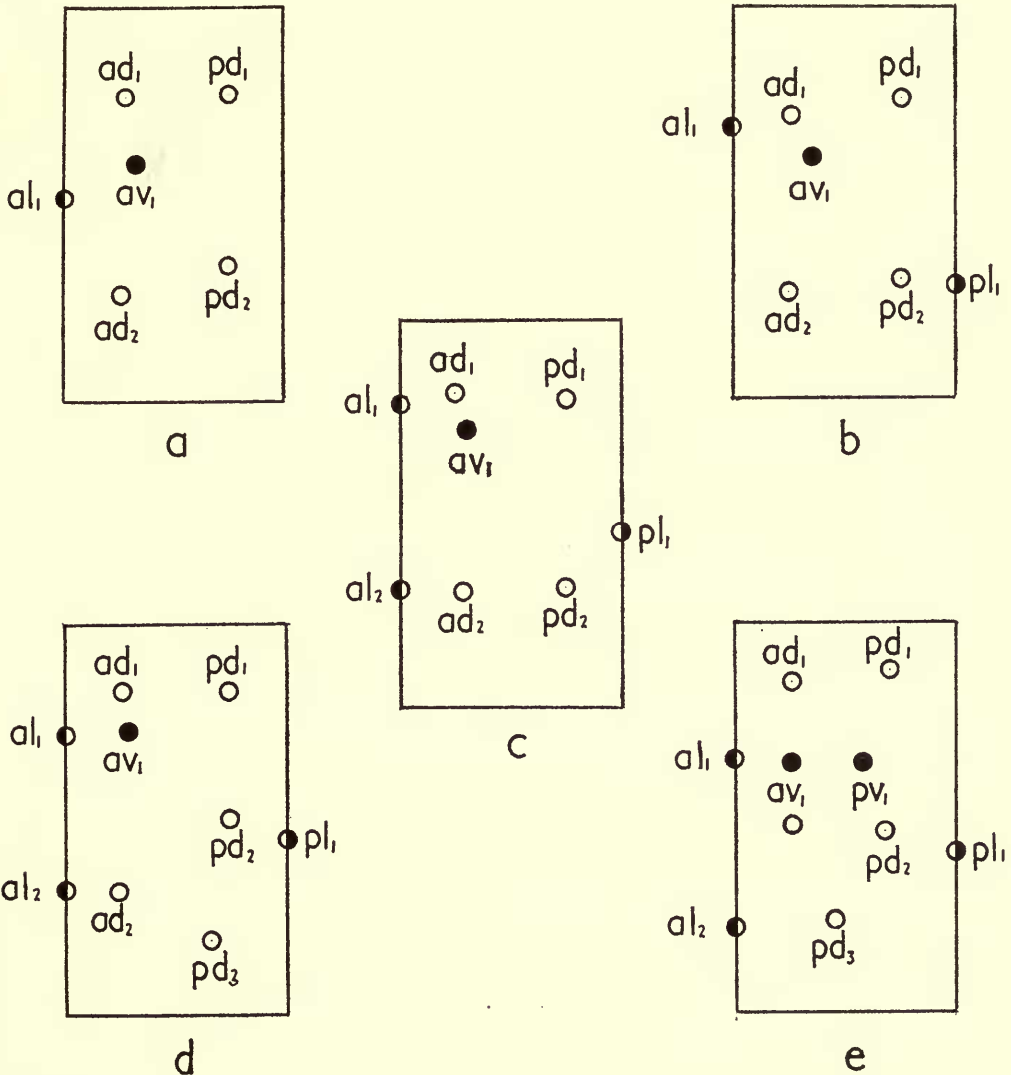 ad₁ pd₁
av₁
al₁
pd₂
ad₂
a
ad₁ pd₁
al₁
av₁
pl₁
ad₂ pd₂
b
ad₁ pd₁
al₁
av₁
pl₁
al₂
ad₂ pd₂
c
ad₁ pd₁
al₁
av₁
pd₂ pl₁
al₂
ad₂
pd₃
d
ad₁ pd₁
al₁
av₁ pv₁
pd₂ pl₁
al₂
pd₃
e